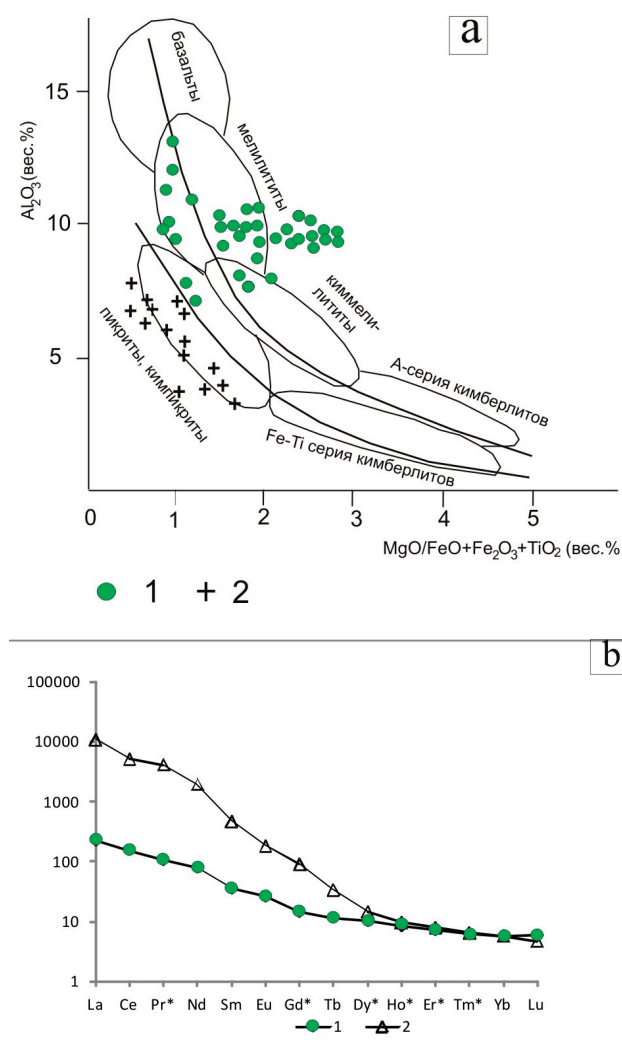 a
базальты
15
мелилититы
Al2O3(вес.%)
10
киммели-
лититы
5
пикриты, кимпикриты
А-серия кимберлитов
Fe-Ti серия кимберлитов
0 1 2 3 4 5
MgO/FeO+Fe2O3+TiO2 (вес.%
1 2
b
100000
10000
1000
100
10
1
La Ce Pr* Nd Sm Eu Gd* Tb Dy* Ho* Er* Tm* Yb Lu
1 2